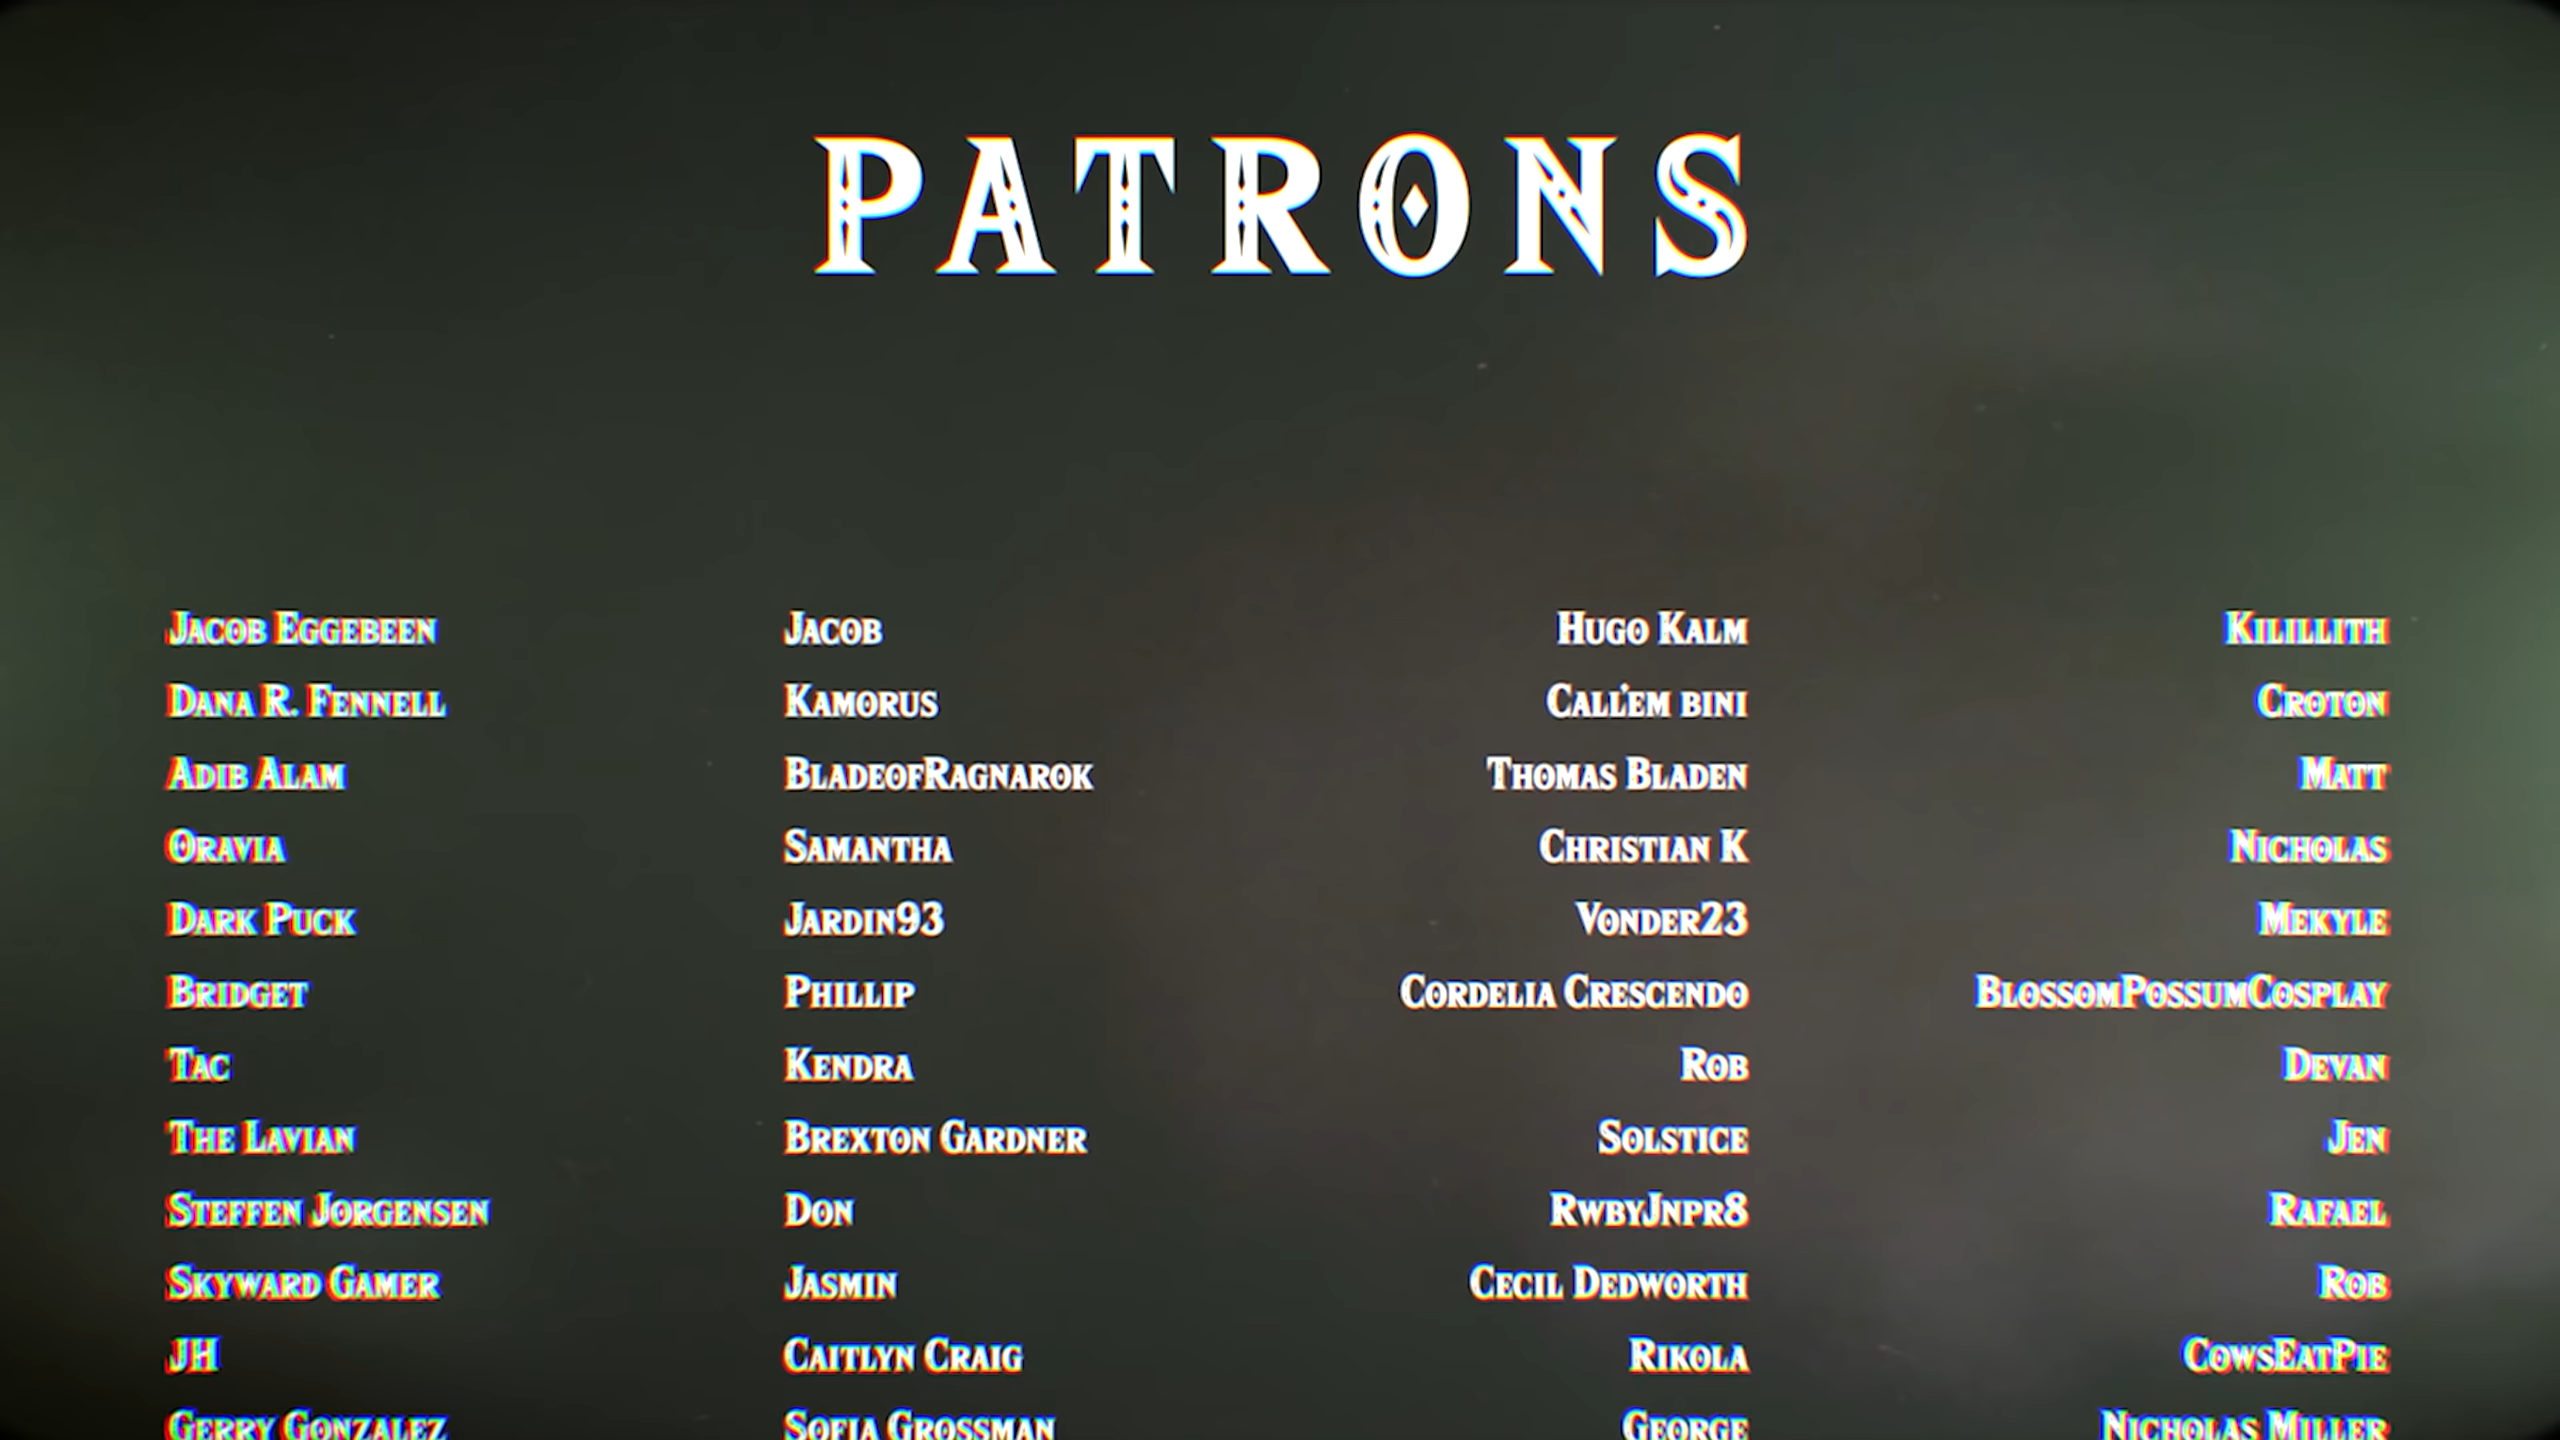 PATRONS
Jacob Eggebeen
Dana R. Fennell
Adib Alam
Oravia
Dark Puck
Bridget
Tac
The Lavian
Steffen Jorgensen
Skyward Gamer
JH
Gerry Gonzalez
Jacob
Kamorus
BladeofRagnarok
Samantha
Jardin93
Phillip
Kendra
Brexton Gardner
Don
Jasmin
Caitlyn Craig
Sofia Grossman
Hugo Kalm
Call'em bini
Thomas Bladen
Christian K
Vonder23
Cordelia Crescendo
Rob
Solstice
RwbyJnpr8
Cecil Dedworth
Rikola
George
Kilillith
Croton
Matt
Nicholas
Mekyle
BlossomPossumCosplay
Devan
Jen
Rafael
Rob
CowsEatPie
Nicholas Miller